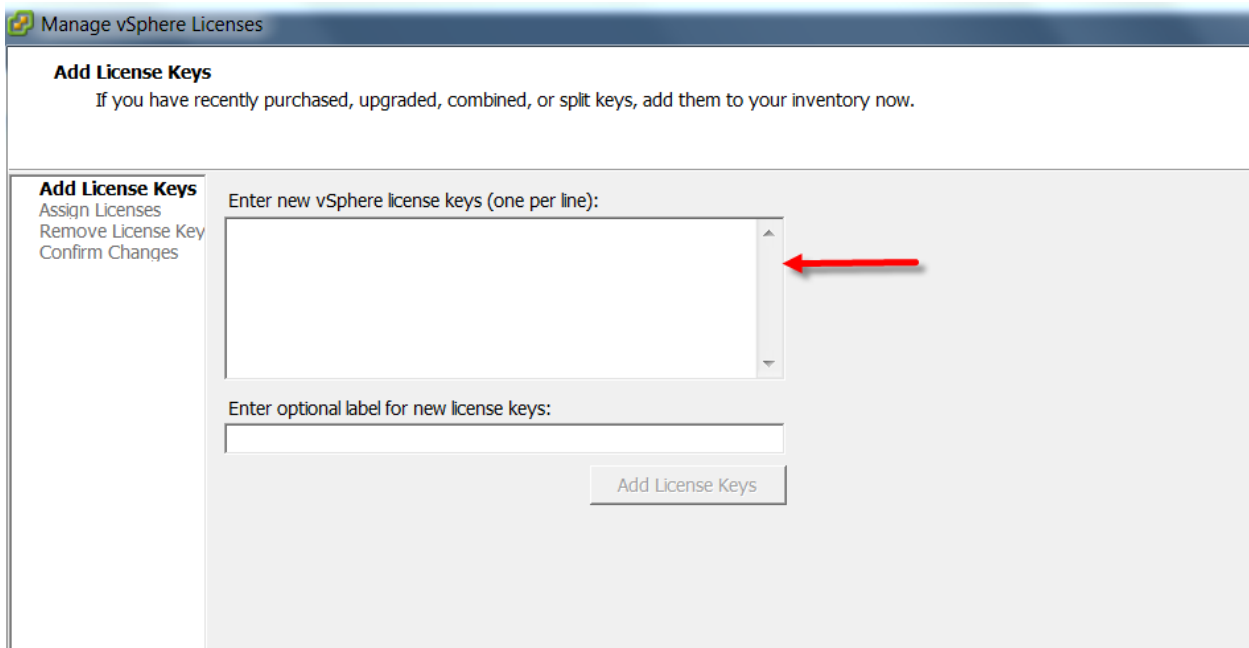 Manage vSphere Licenses
Add License Keys
If you have recently purchased, upgraded, combined, or split keys, add them to your inventory now.
Add License Keys
Assign Licenses
Remove License Key
Confirm Changes
Enter new vSphere license keys (one per line):
Enter optional label for new license keys:
Add License Keys